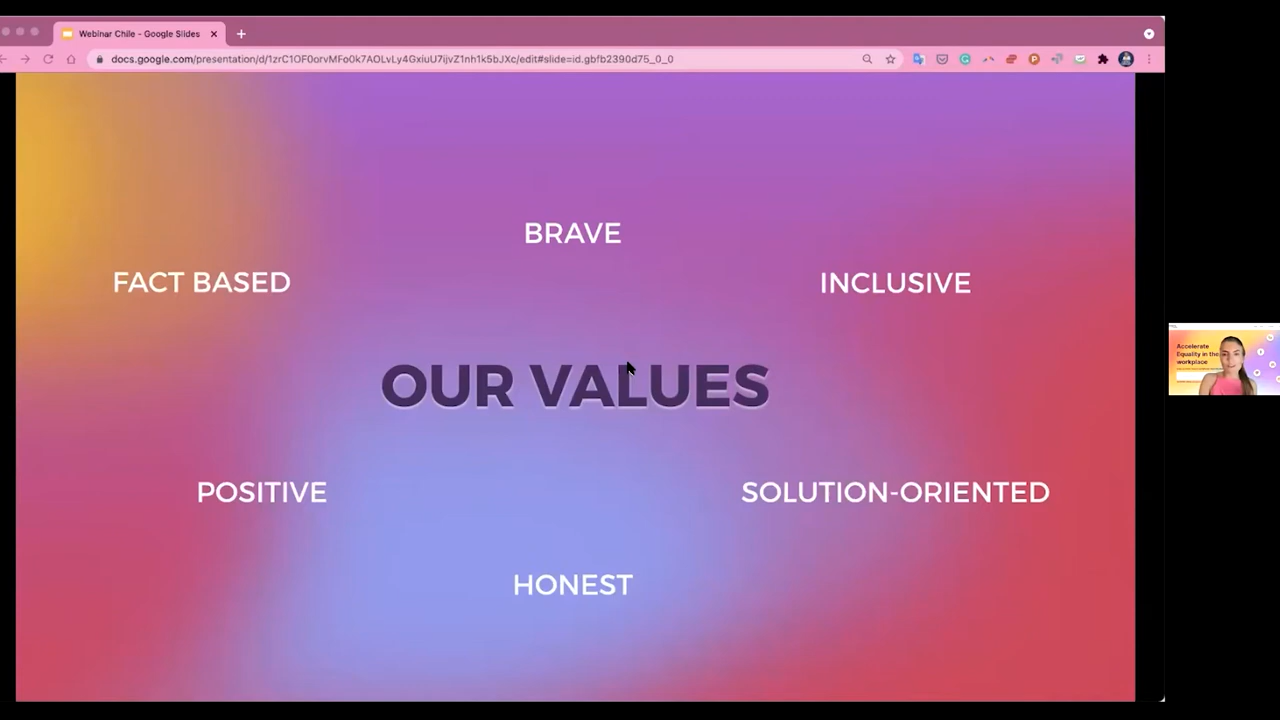 Webinar Chile - Google Slides
docs.google.com/presentation/d/1zrC1OF0orvMFo0k7AOLvLy4GxiuU7ijvZ1nh1k5bJXc/edit#slide=id.gbfb2390d75_0_0
BRAVE
FACT BASED
INCLUSIVE
OUR VALUES
POSITIVE
SOLUTION-ORIENTED
HONEST
Accelerate
Equality in the
workplace